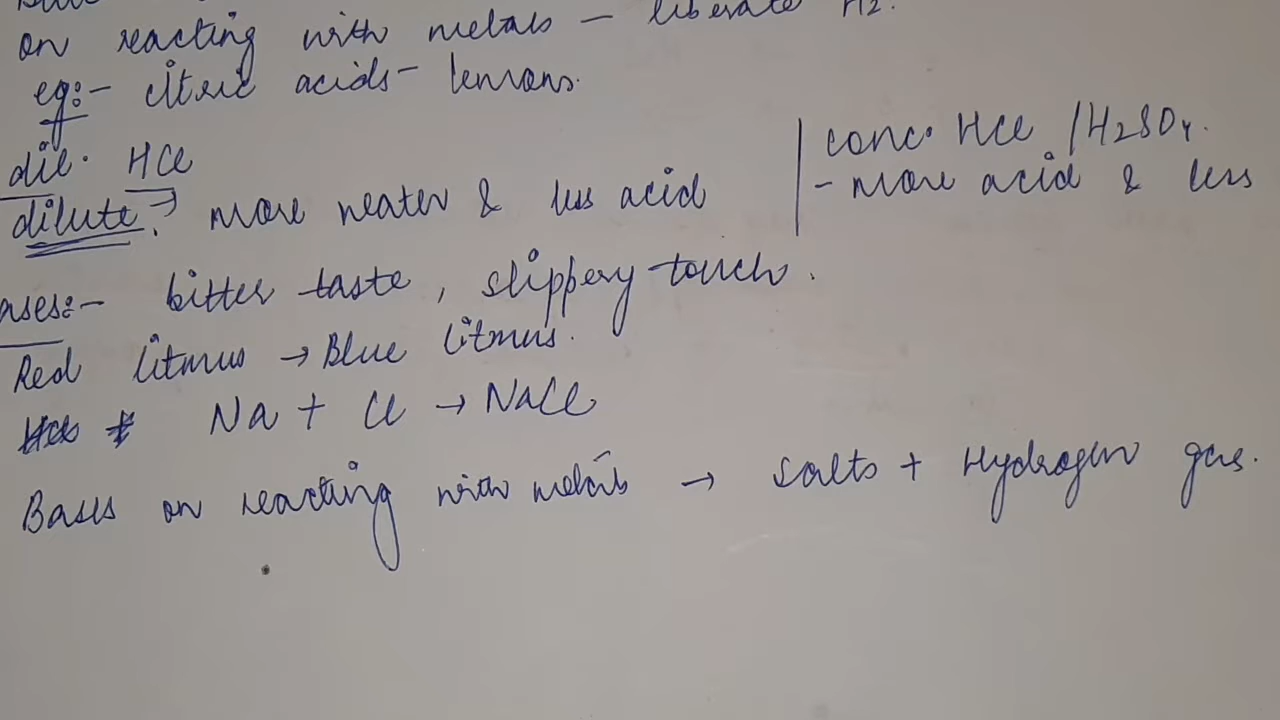 on reacting with metals - liberate H2.
eg:- citric acids - lemons.
dil. HCl
dilute → more water & less acid
conc. HCl / H2SO4.
- more acid & less
ases:- bitter taste, slippery touch.
Red litmus → Blue litmus.
Na + Cl → NaCl
Bases on reacting with metals → salts + Hydrogen gas.